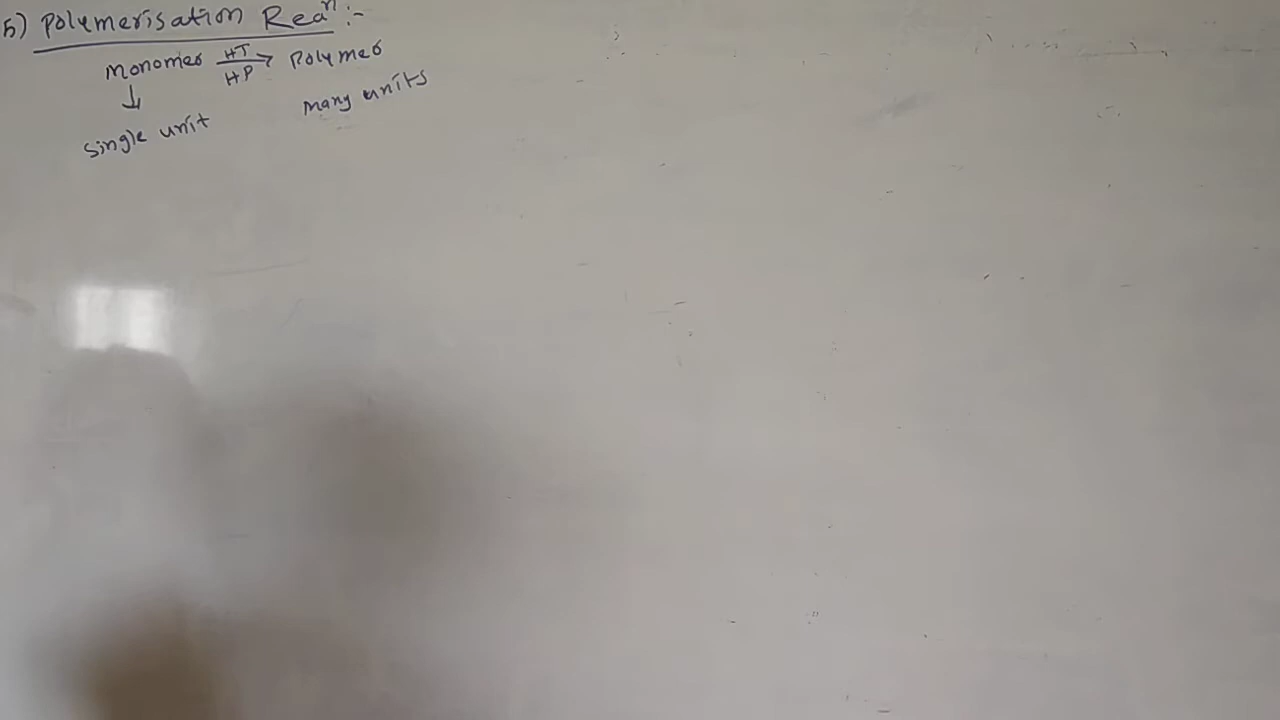 5) Polymerisation Reaⁿ :-
Monomer HT/HP → Polymer
↓
Single unit many units